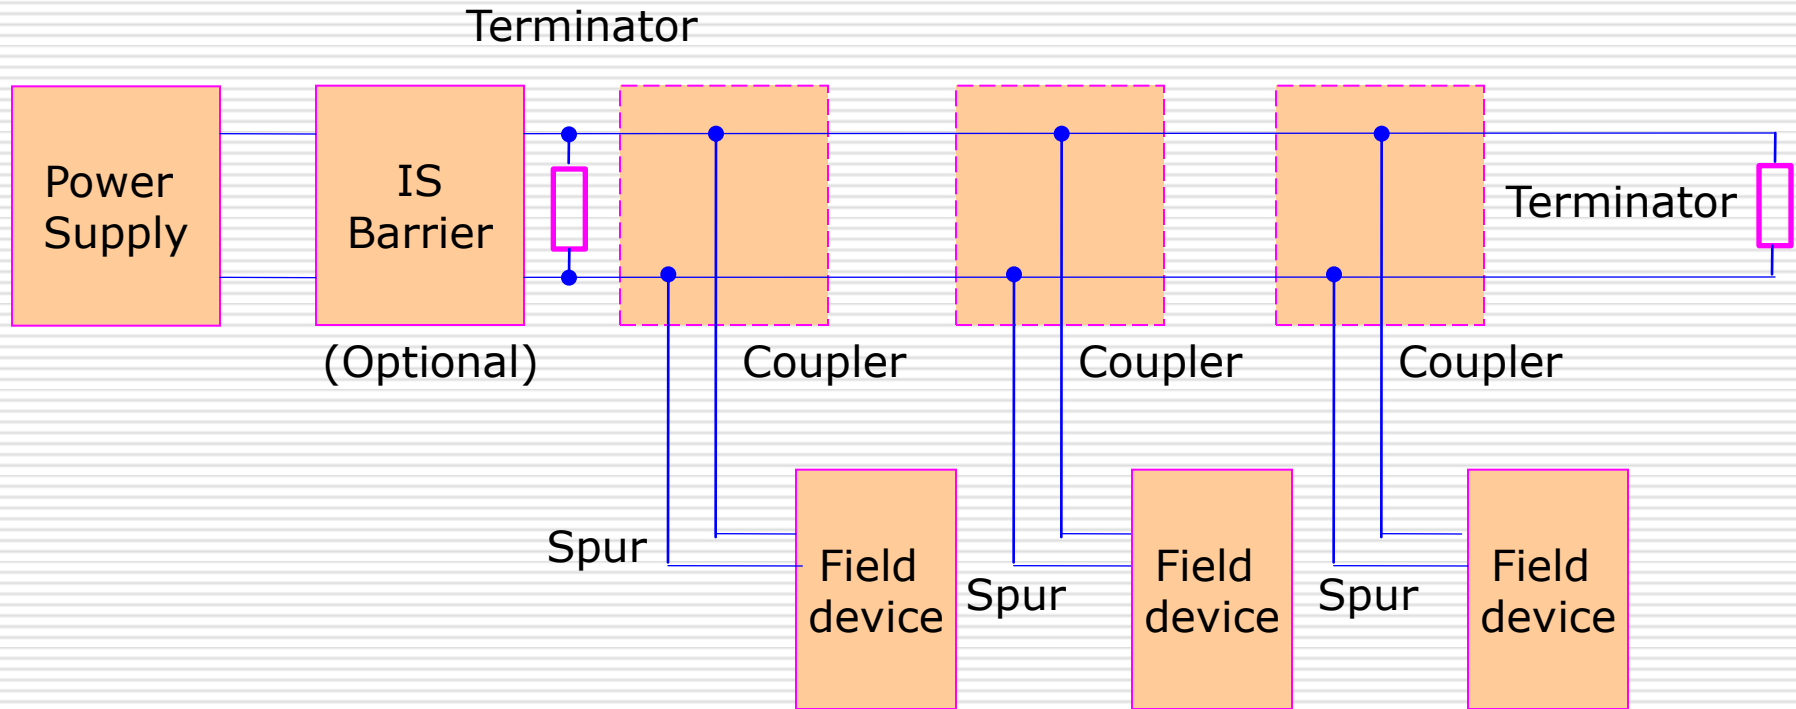 Terminator
Power
Supply
IS
Barrier
Terminator
(Optional)
Coupler
Coupler
Coupler
Spur
Field
device
Spur
Field
device
Spur
Field
device